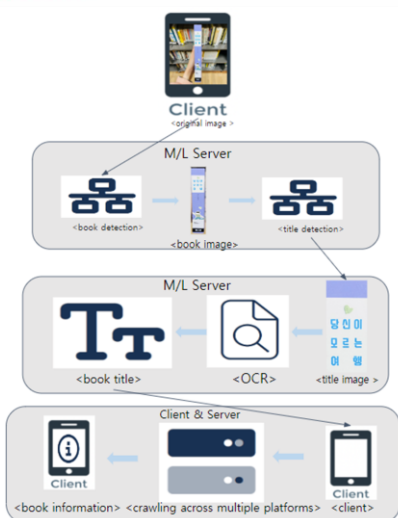 Client
<original image >
M/L Server
<book detection>
<book image>
<title detection>
M/L Server
Tт
<book title>
<OCR>
당신이
모르는
여 행
<title image >
Client & Server
i
Client
<book information>
<crawling across multiple platforms>
Client
<client>